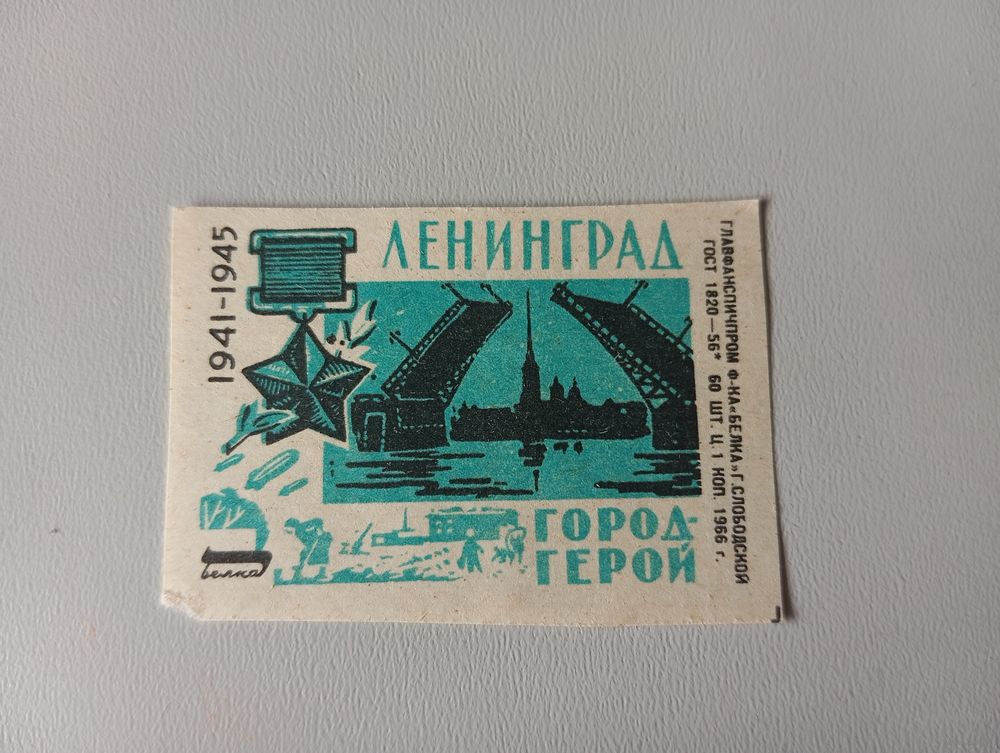 1941-1945
ЛЕНИНГРАД
ГОРОД-
ГЕРОЙ
белка
ГЛАВФАНСПИЧПРОМ Ф-КА «БЕЛКА» Г. СЛОБОДСКОЙ
ГОСТ 1820—56* 60 ШТ. Ц. 1 КОП. 1966 г.